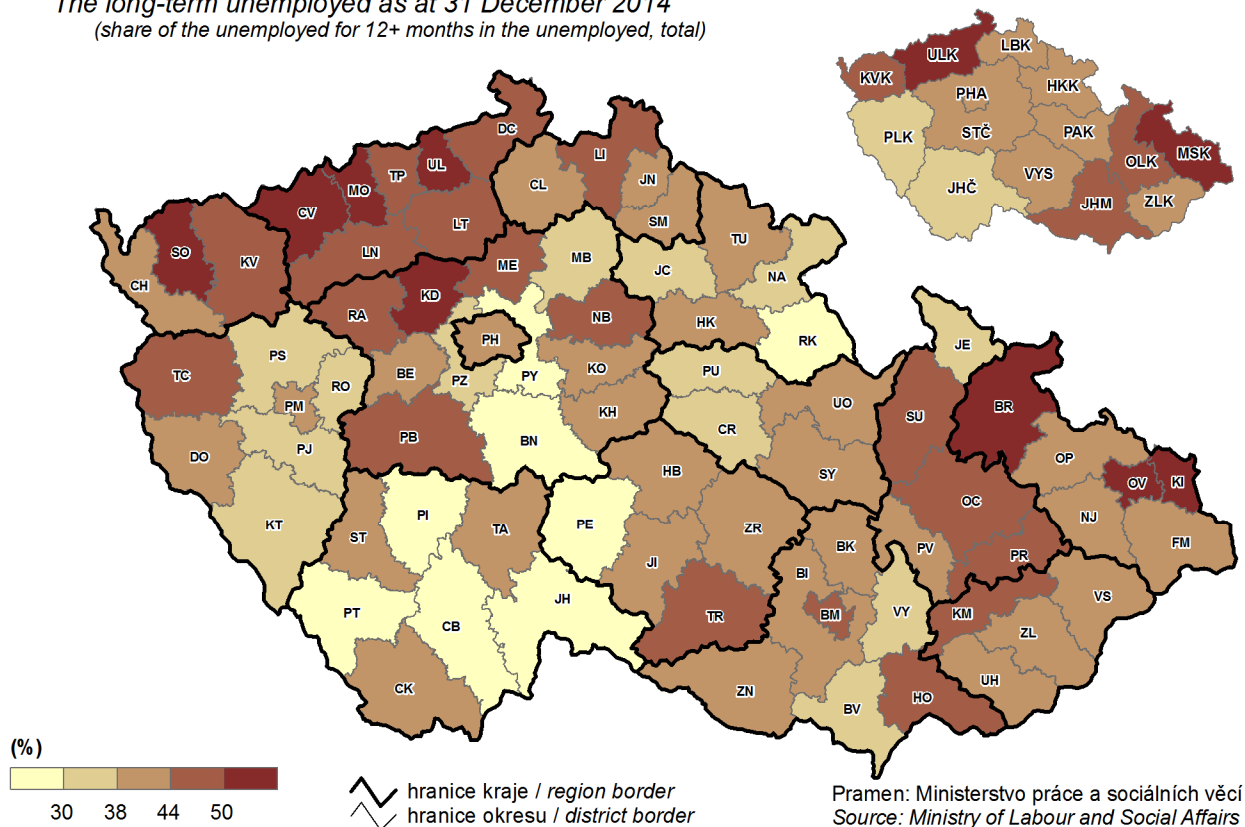 The long-term unemployed as at 31 December 2014
(share of the unemployed for 12+ months in the unemployed, total)
LBK
ULK
KVK
HKK
PHA
PLK
STČ
PAK
MSK
OLK
VYS
JHČ
JHM
ZLK
DC
LI
UL
TP
MO
CL
JN
CV
LT
SM
TU
SO
LN
KV
MB
ME
JC
NA
CH
KD
RA
NB
HK
PH
RK
JE
PS
KO
BE
PU
TC
RO
PZ
PY
PM
UO
BR
KH
SU
CR
PB
BN
PJ
DO
OP
HB
SY
OV
KI
OC
PI
KT
TA
PE
ZR
NJ
ST
BK
PV
FM
PR
JI
BI
JH
VS
PT
VY
KM
TR
BM
CB
ZL
UH
CK
ZN
HO
BV
(%)
30 38 44 50
hranice kraje / region border
hranice okresu / district border
Pramen: Ministerstvo práce a sociálních věcí
Source: Ministry of Labour and Social Affairs